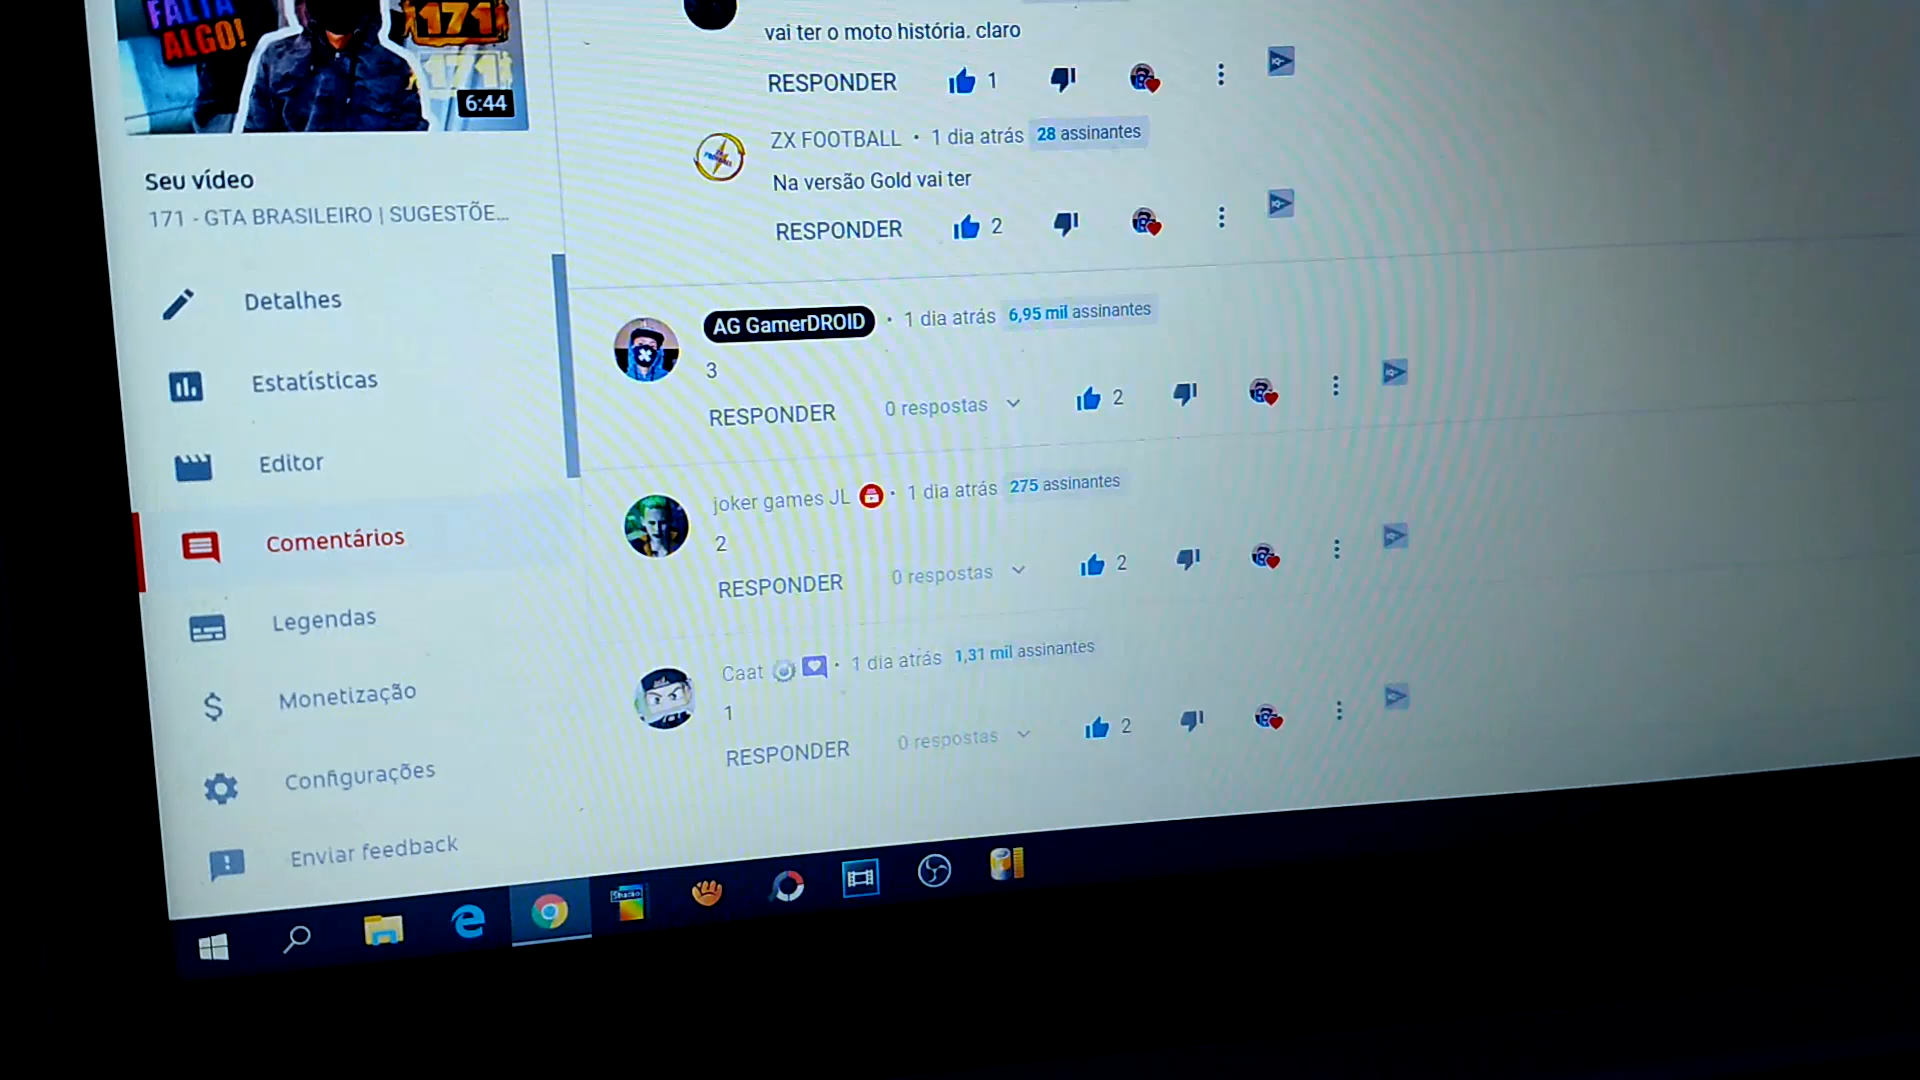 FALTA
ALGO!
171
171
6:44
Seu vídeo
171 - GTA BRASILEIRO | SUGESTÕE...
Detalhes
Estatísticas
Editor
Comentários
Legendas
Monetização
Configurações
Enviar feedback
vai ter o moto história. claro
RESPONDER 1
ZX FOOTBALL • 1 dia atrás 28 assinantes
Na versão Gold vai ter
RESPONDER 2
AG GamerDROID • 1 dia atrás 6,95 mil assinantes
3
RESPONDER 0 respostas 2
joker games JL • 1 dia atrás 275 assinantes
2
RESPONDER 0 respostas 2
Caat • 1 dia atrás 1,31 mil assinantes
1
RESPONDER 0 respostas 2